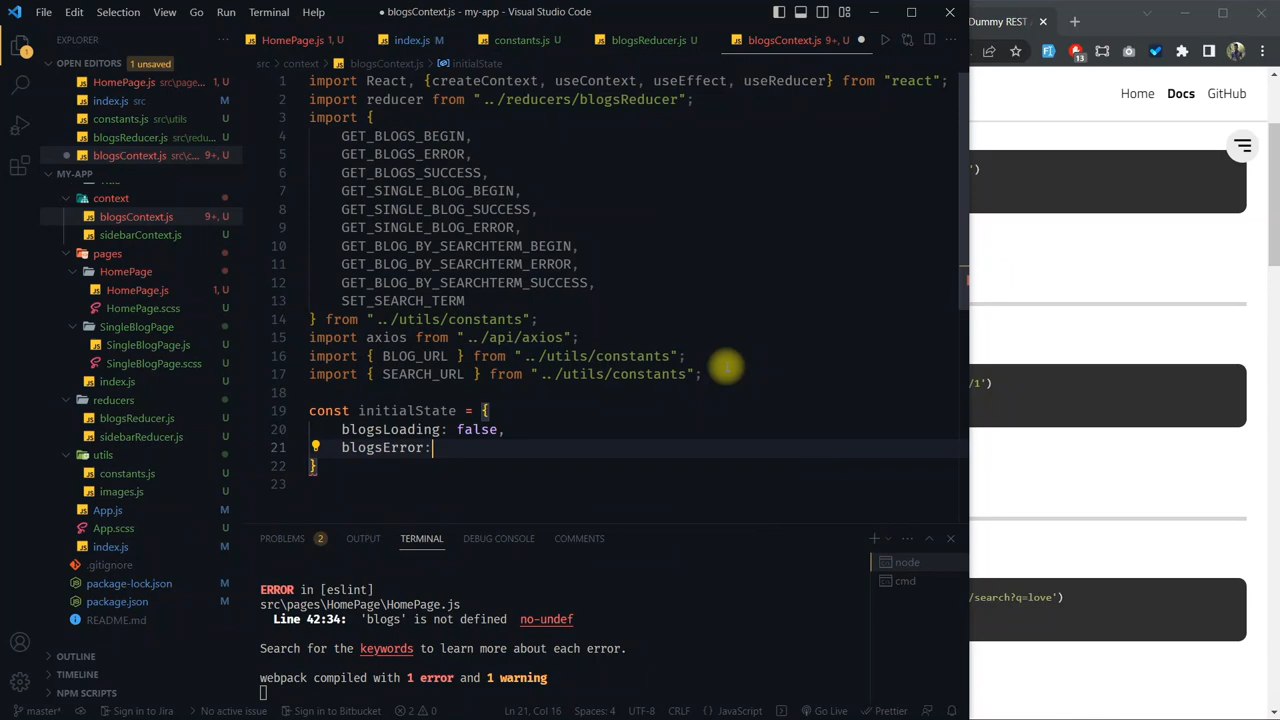 File Edit Selection View Go Run Terminal Help
● blogsContext.js - my-app - Visual Studio Code
EXPLORER
OPEN EDITORS 1 unsaved
HomePage.js src\page... 1
index.js src M
constants.js src\utils U
blogsReducer.js src\redu... U
blogsContext.js src\c... 9+, U
MY-APP
context
blogsContext.js 9+, U
sidebarContext.js U
pages
HomePage
HomePage.js 1, U
HomePage.scss U
SingleBlogPage
SingleBlogPage.js U
SingleBlogPage.scss U
index.js U
reducers
blogsReducer.js U
sidebarReducer.js U
utils
constants.js U
images.js U
App.js U
App.scss U
index.js M
.gitignore
package-lock.json M
package.json M
README.md
OUTLINE
TIMELINE
NPM SCRIPTS
HomePage.js 1, U
index.js M
constants.js U
blogsReducer.js U
blogsContext.js 9+, U
src > context > blogsContext.js > initialState
1 import React, {createContext, useContext, useEffect, useReducer} from "react";
2 import reducer from "../reducers/blogsReducer";
3 import {
4 GET_BLOGS_BEGIN,
5 GET_BLOGS_ERROR,
6 GET_BLOGS_SUCCESS,
7 GET_SINGLE_BLOG_BEGIN,
8 GET_SINGLE_BLOG_SUCCESS,
9 GET_SINGLE_BLOG_ERROR,
10 GET_BLOG_BY_SEARCHTERM_BEGIN,
11 GET_BLOG_BY_SEARCHTERM_ERROR,
12 GET_BLOG_BY_SEARCHTERM_SUCCESS,
13 SET_SEARCH_TERM
14 } from "../utils/constants";
15 import axios from "../api/axios";
16 import { BLOG_URL } from "../utils/constants";
17 import { SEARCH_URL } from "../utils/constants";
18
19 const initialState = {
20 blogsLoading: false,
21 blogsError:
22 }
23
PROBLEMS 2 OUTPUT TERMINAL DEBUG CONSOLE COMMENTS
node
cmd
ERROR in [eslint]
src\pages\HomePage\HomePage.js
Line 42:34: 'blogs' is not defined no-undef
Search for the keywords to learn more about each error.
webpack compiled with 1 error and 1 warning
master* Sign in to Jira No active issue Sign in to Bitbucket 2 0 Ln 21, Col 16 Spaces: 4 UTF-8 CRLF JavaScript Go Live Prettier
Dummy REST
13
Home Docs GitHub
')
/1')
/search?q=love')